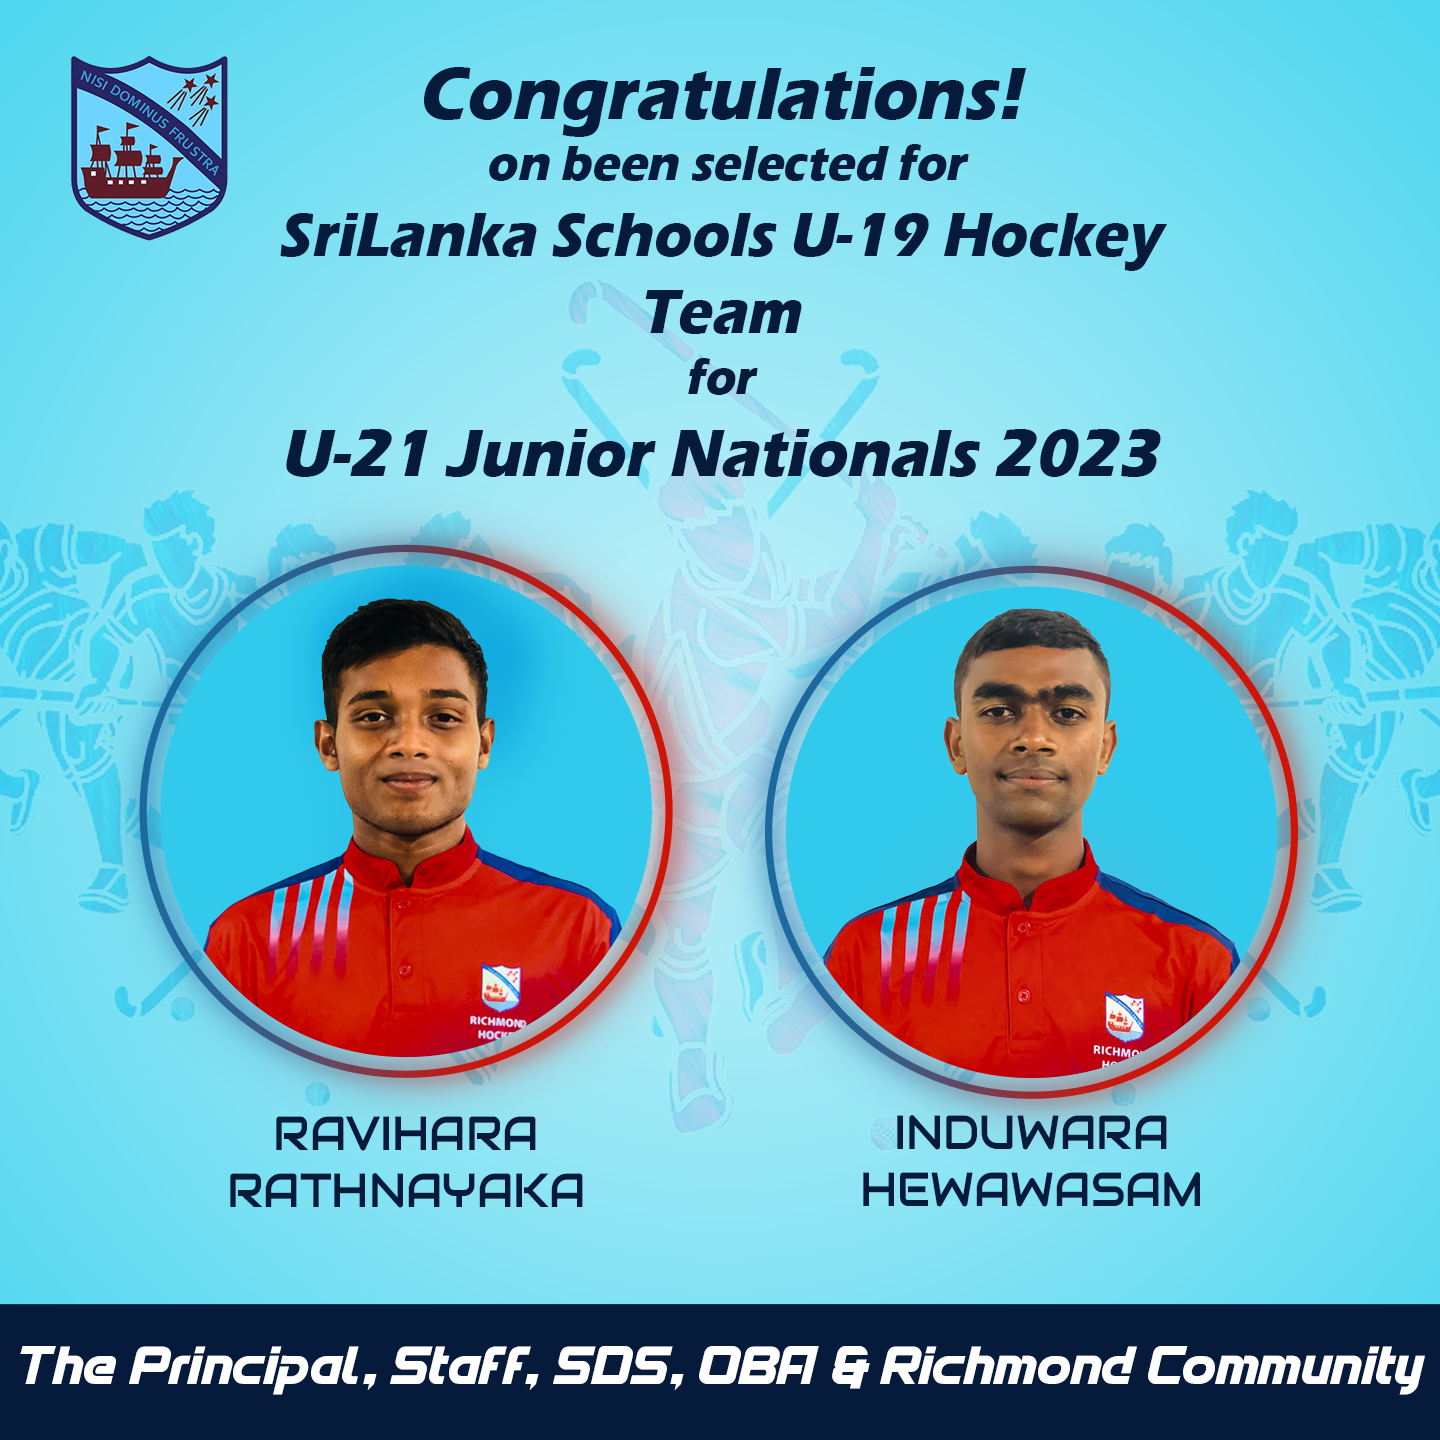 NISI DOMINUS FRUSTRA
Congratulations!
on been selected for
SriLanka Schools U-19 Hockey
Team
for
U-21 Junior Nationals 2023
RICHMOND
RAVIHARA
RATHNAYAKA
INDUWARA
HEWAWASAM
The Principal, Staff, SDS, OBA & Richmond Community